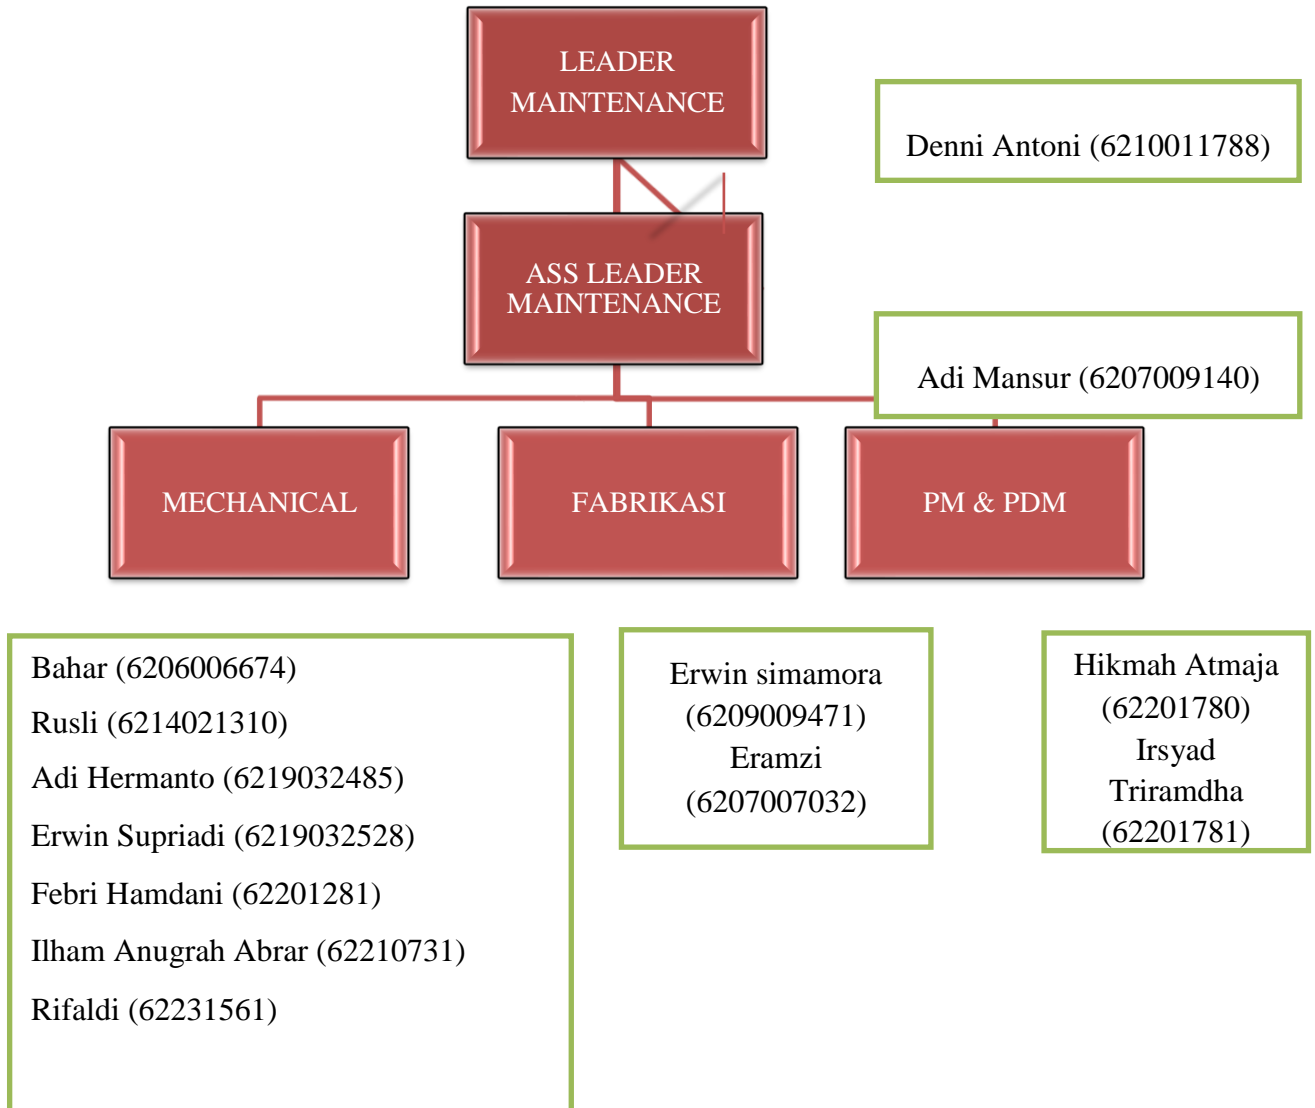 LEADER
MAINTENANCE
Denni Antoni (6210011788)
ASS LEADER
MAINTENANCE
Adi Mansur (6207009140)
MECHANICAL
FABRIKASI
PM & PDM
Bahar (6206006674)
Rusli (6214021310)
Adi Hermanto (6219032485)
Erwin Supriadi (6219032528)
Febri Hamdani (62201281)
Ilham Anugrah Abrar (62210731)
Rifaldi (62231561)
Erwin simamora
(6209009471)
Eramzi
(6207007032)
Hikmah Atmaja
(62201780)
Irsyad
Triramdha
(62201781)